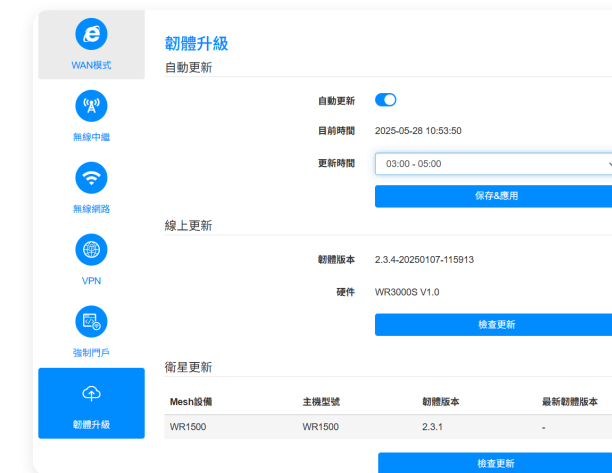 WAN模式
無線中繼
無線網路
VPN
強制門戶
韌體升級
韌體升級
自動更新
自動更新
目前時間 2025-05-28 10:53:50
更新時間 03:00 - 05:00
保存&應用
線上更新
韌體版本 2.3.4-20250107-115913
硬件 WR3000S V1.0
檢查更新
衛星更新
Mesh設備 主機型號 韌體版本 最新韌體版本
WR1500 WR1500 2.3.1 -
檢查更新